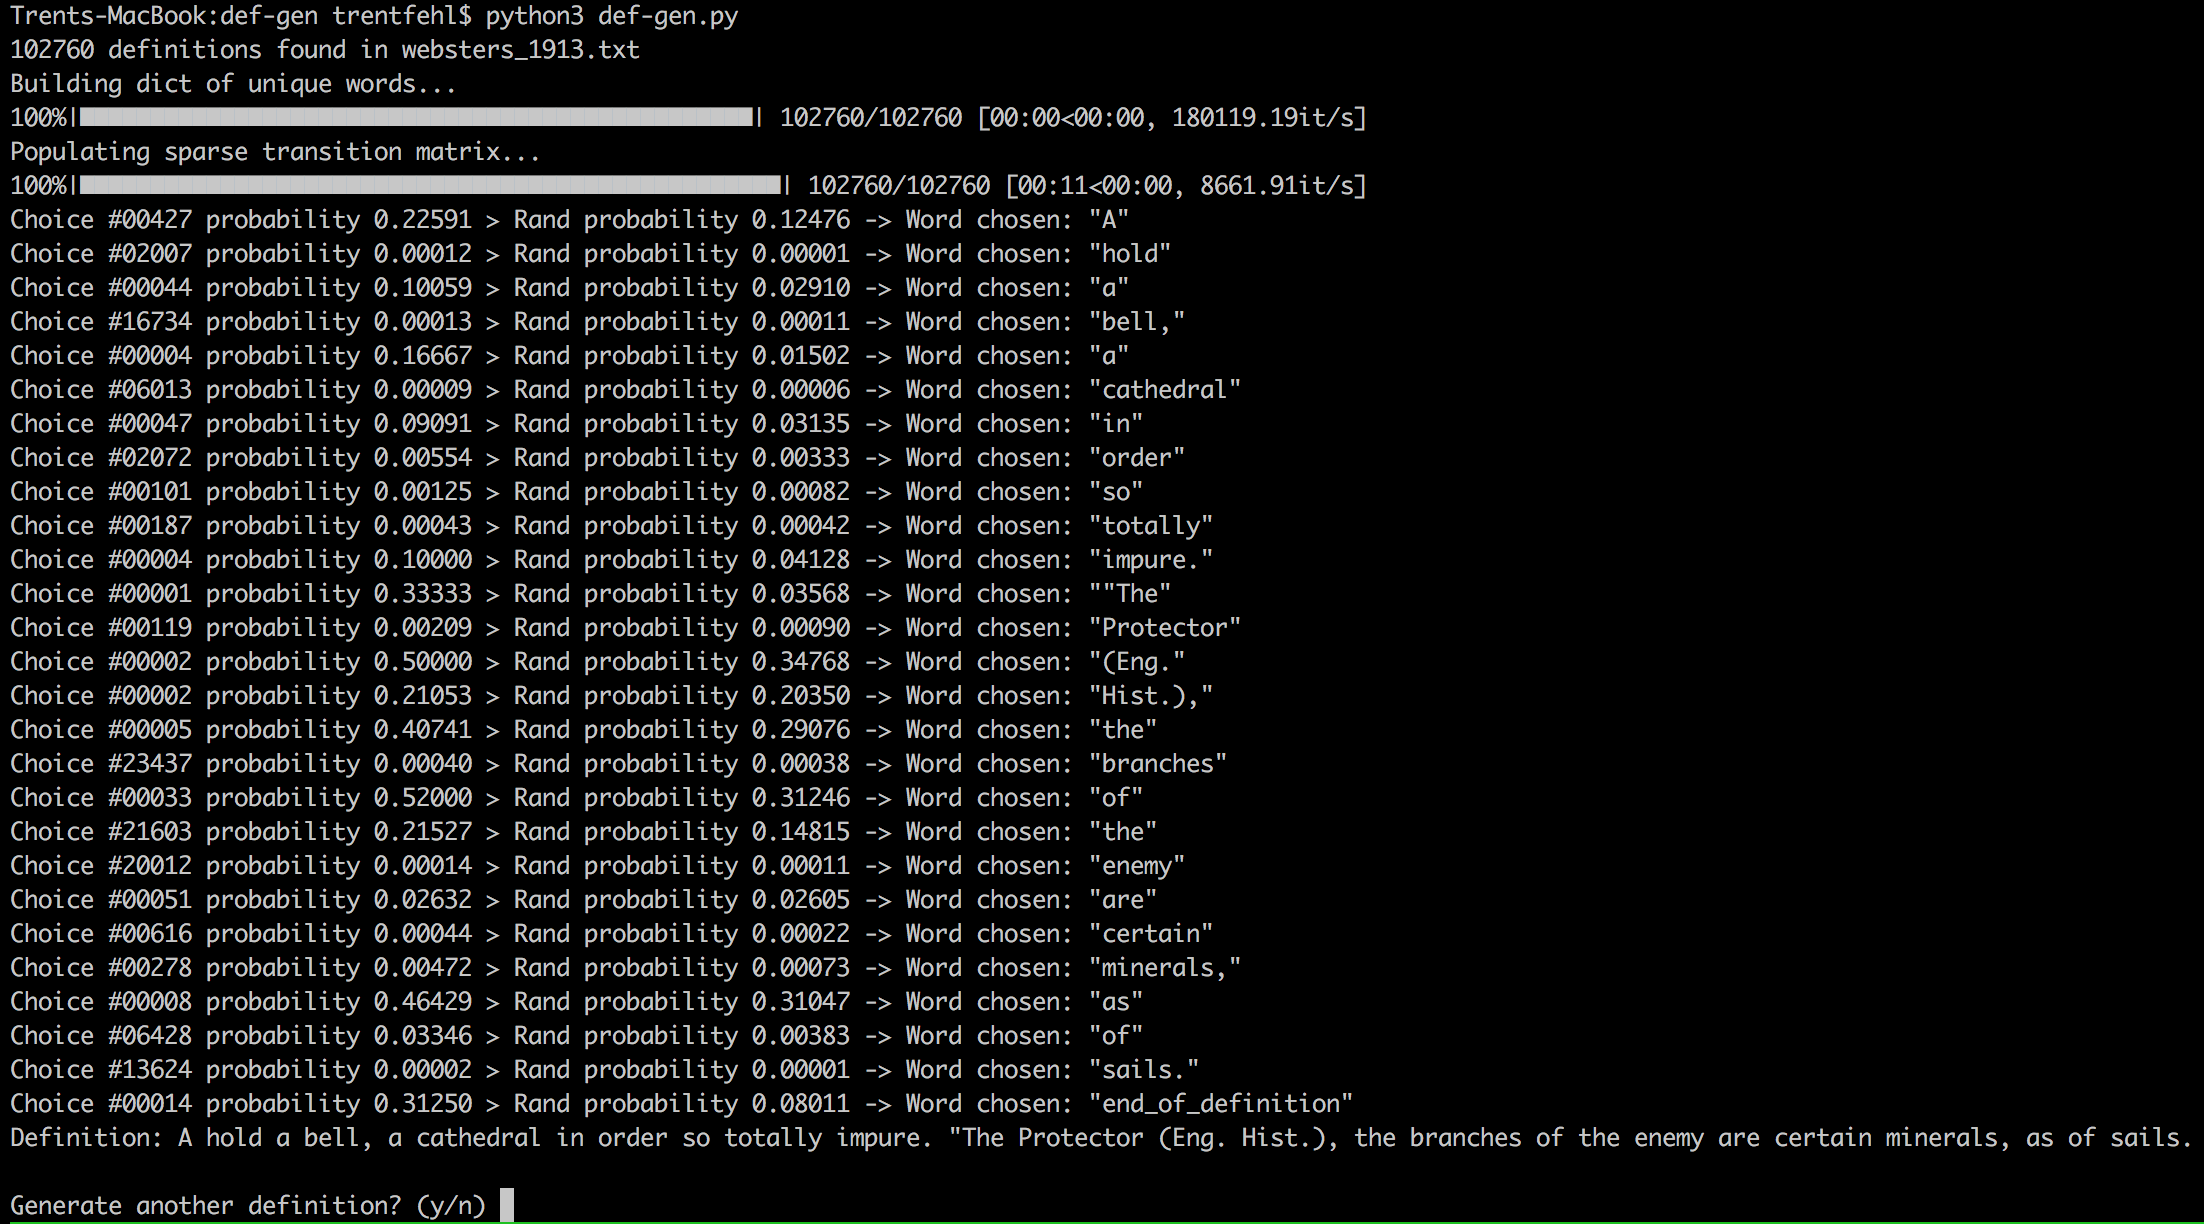 Trents-MacBook:def-gen trentfehl$ python3 def-gen.py
102760 definitions found in websters_1913.txt
Building dict of unique words...
100%|██████████| 102760/102760 [00:00<00:00, 180119.19it/s]
Populating sparse transition matrix...
100%|██████████| 102760/102760 [00:11<00:00, 8661.91it/s]
Choice #00427 probability 0.22591 > Rand probability 0.12476 -> Word chosen: "A"
Choice #02007 probability 0.00012 > Rand probability 0.00001 -> Word chosen: "hold"
Choice #00044 probability 0.10059 > Rand probability 0.02910 -> Word chosen: "a"
Choice #16734 probability 0.00013 > Rand probability 0.00011 -> Word chosen: "bell,"
Choice #00004 probability 0.16667 > Rand probability 0.01502 -> Word chosen: "a"
Choice #06013 probability 0.00009 > Rand probability 0.00006 -> Word chosen: "cathedral"
Choice #00047 probability 0.09091 > Rand probability 0.03135 -> Word chosen: "in"
Choice #02072 probability 0.00554 > Rand probability 0.00333 -> Word chosen: "order"
Choice #00101 probability 0.00125 > Rand probability 0.00082 -> Word chosen: "so"
Choice #00187 probability 0.00043 > Rand probability 0.00042 -> Word chosen: "totally"
Choice #00004 probability 0.10000 > Rand probability 0.04128 -> Word chosen: "impure."
Choice #00001 probability 0.33333 > Rand probability 0.03568 -> Word chosen: ""The"
Choice #00119 probability 0.00209 > Rand probability 0.00090 -> Word chosen: "Protector"
Choice #00002 probability 0.50000 > Rand probability 0.34768 -> Word chosen: "(Eng."
Choice #00002 probability 0.21053 > Rand probability 0.20350 -> Word chosen: "Hist.),"
Choice #00005 probability 0.40741 > Rand probability 0.29076 -> Word chosen: "the"
Choice #23437 probability 0.00040 > Rand probability 0.00038 -> Word chosen: "branches"
Choice #00033 probability 0.52000 > Rand probability 0.31246 -> Word chosen: "of"
Choice #21603 probability 0.21527 > Rand probability 0.14815 -> Word chosen: "the"
Choice #20012 probability 0.00014 > Rand probability 0.00011 -> Word chosen: "enemy"
Choice #00051 probability 0.02632 > Rand probability 0.02605 -> Word chosen: "are"
Choice #00616 probability 0.00044 > Rand probability 0.00022 -> Word chosen: "certain"
Choice #00278 probability 0.00472 > Rand probability 0.00073 -> Word chosen: "minerals,"
Choice #00008 probability 0.46429 > Rand probability 0.31047 -> Word chosen: "as"
Choice #06428 probability 0.03346 > Rand probability 0.00383 -> Word chosen: "of"
Choice #13624 probability 0.00002 > Rand probability 0.00001 -> Word chosen: "sails."
Choice #00014 probability 0.31250 > Rand probability 0.08011 -> Word chosen: "end_of_definition"
Definition: A hold a bell, a cathedral in order so totally impure. "The Protector (Eng. Hist.), the branches of the enemy are certain minerals, as of sails.
Generate another definition? (y/n)